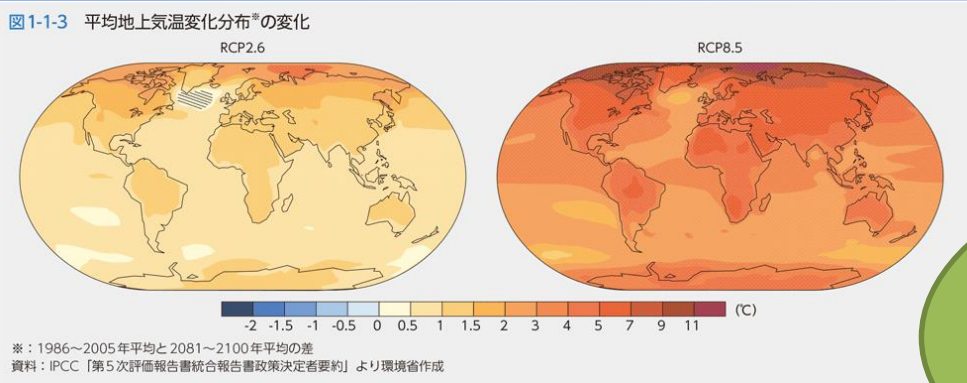 図1-1-3 平均地上気温変化分布※の変化
RCP2.6 RCP8.5
-2 -1.5 -1 -0.5 0 0.5 1 1.5 2 3 4 5 7 9 11 (℃)
※：1986～2005年平均と2081～2100年平均の差
資料：IPCC「第5次評価報告書統合報告書政策決定者要約」より環境省作成